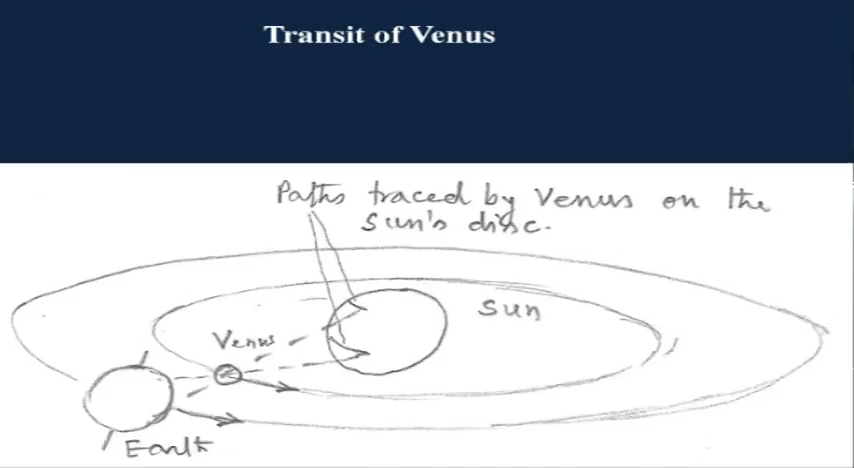 Transit of Venus
Paths traced by Venus on the
Sun's disc.
Sun
Venus
Earth